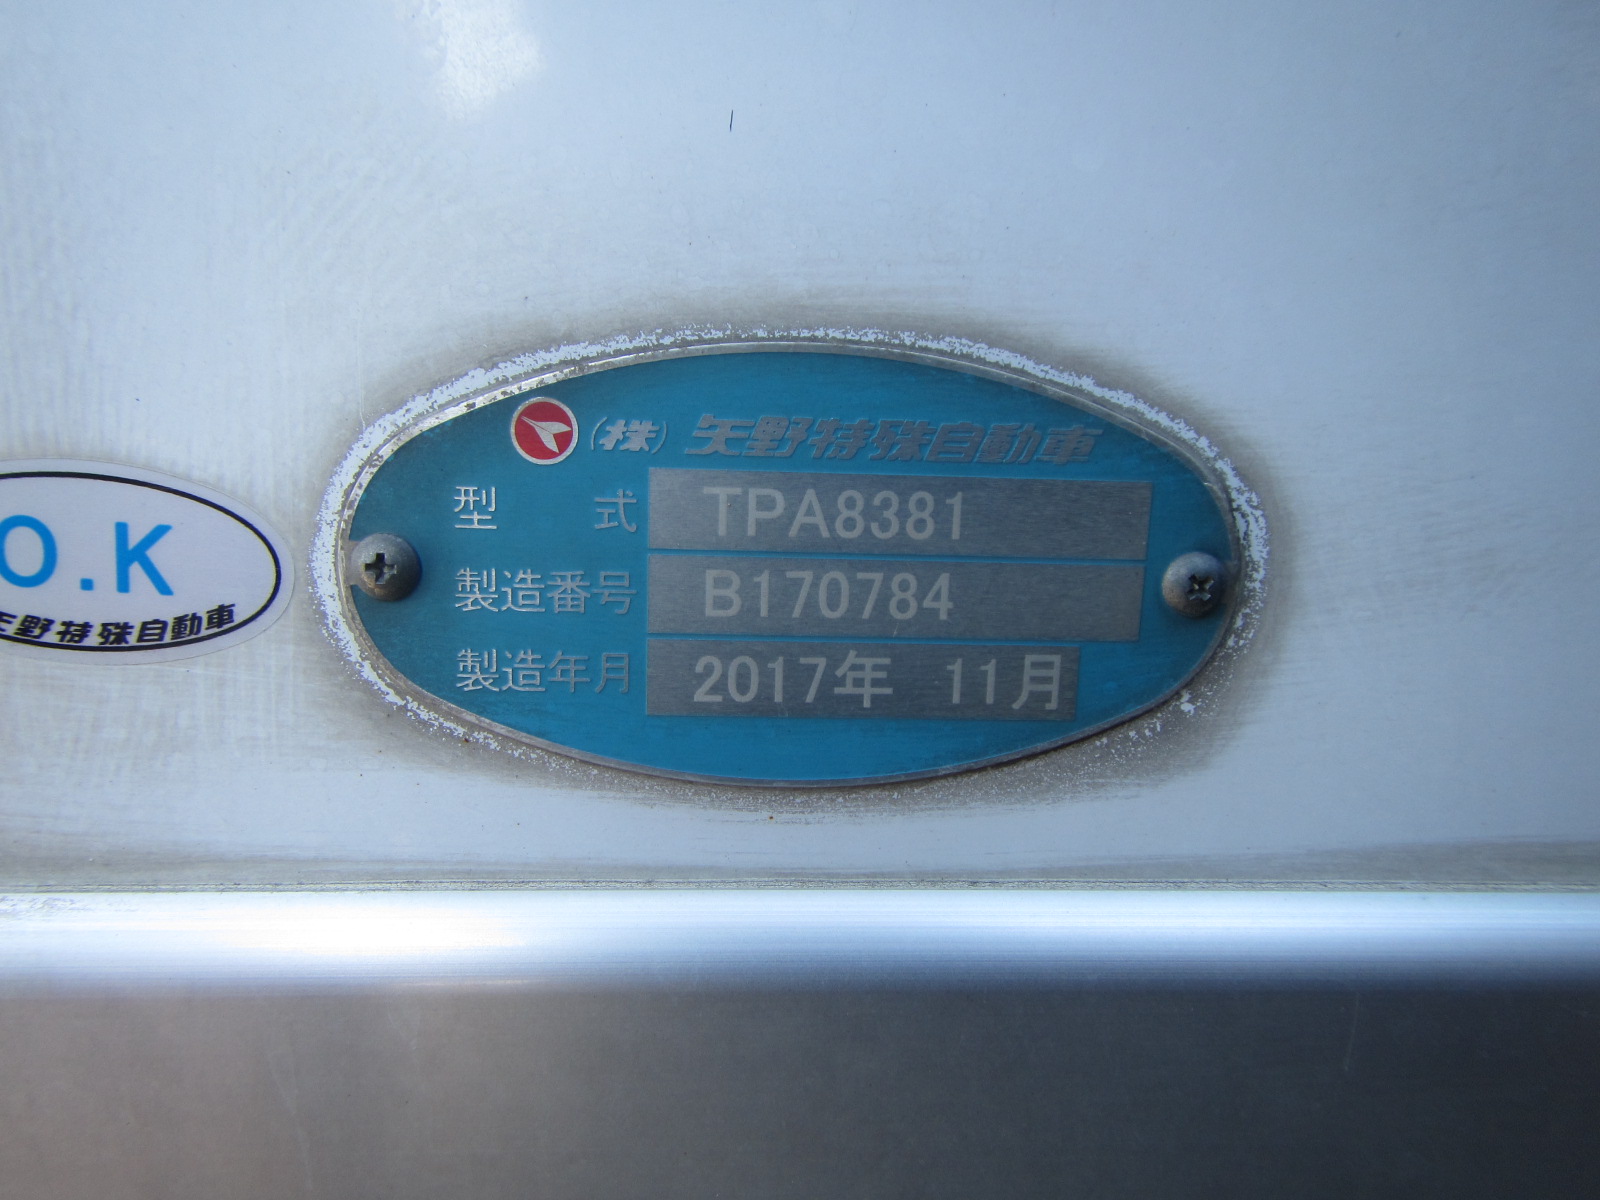 (株) 矢野特殊自動車
型 式 TPA8381
製造番号 B170784
製造年月 2017年 11月
O.K
矢野特殊自動車